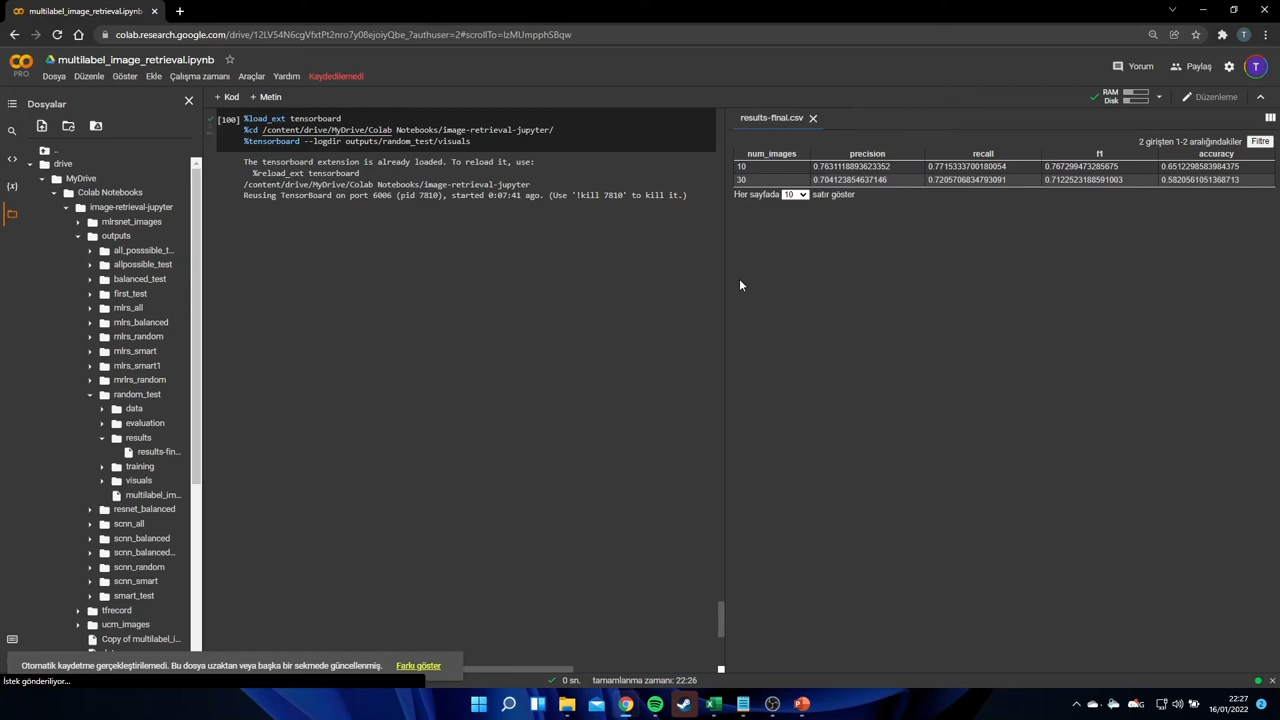 multilabel_image_retrieval.ipynb
colab.research.google.com/drive/12LV54N6cgVfxtPt2nro7y08ejoiyQbe_?authuser=2#scrollTo=IzMUmpphSBqw
T
multilabel_image_retrieval.ipynb
PRO
Dosya Düzenle Göster Ekle Çalışma zamanı Araçlar Yardım Kaydedilemedi
Yorum Paylaş T
Dosyalar
+ Kod + Metin
RAM
Disk
Düzenleme
..
drive
MyDrive
Colab Notebooks
image-retrieval-jupyter
mlrsnet_images
outputs
all_posssible_t...
allpossible_test
balanced_test
first_test
mlrs_all
mlrs_balanced
mlrs_random
mlrs_smart
mlrs_smart1
mrlrs_random
random_test
data
evaluation
results
results-fin...
training
visuals
multilabel_im...
resnet_balanced
scnn_all
scnn_balanced
scnn_balanced...
scnn_random
scnn_smart
smart_test
tfrecord
ucm_images
Copy of multilabel_i...
[100] %load_ext tensorboard
%cd /content/drive/MyDrive/Colab Notebooks/image-retrieval-jupyter/
%tensorboard --logdir outputs/random_test/visuals
The tensorboard extension is already loaded. To reload it, use:
%reload_ext tensorboard
/content/drive/MyDrive/Colab Notebooks/image-retrieval-jupyter
Reusing TensorBoard on port 6006 (pid 7810), started 0:07:41 ago. (Use '!kill 7810' to kill it.)
results-final.csv
2 girişten 1-2 aralığındakiler Filtre
num_images precision recall f1 accuracy
10 0.7631118893623352 0.7715333700180054 0.767299473285675 0.6512298583984375
30 0.704123854637146 0.7205706834793091 0.7122523188591003 0.5820561051368713
Her sayfada 10 satır göster
Otomatik kaydetme gerçekleştirilemedi. Bu dosya uzaktan veya başka bir sekmede güncellenmiş. Farkı göster
İstek gönderiliyor...
0 sn. tamamlanma zamanı: 22:26
22:27
16/01/2022